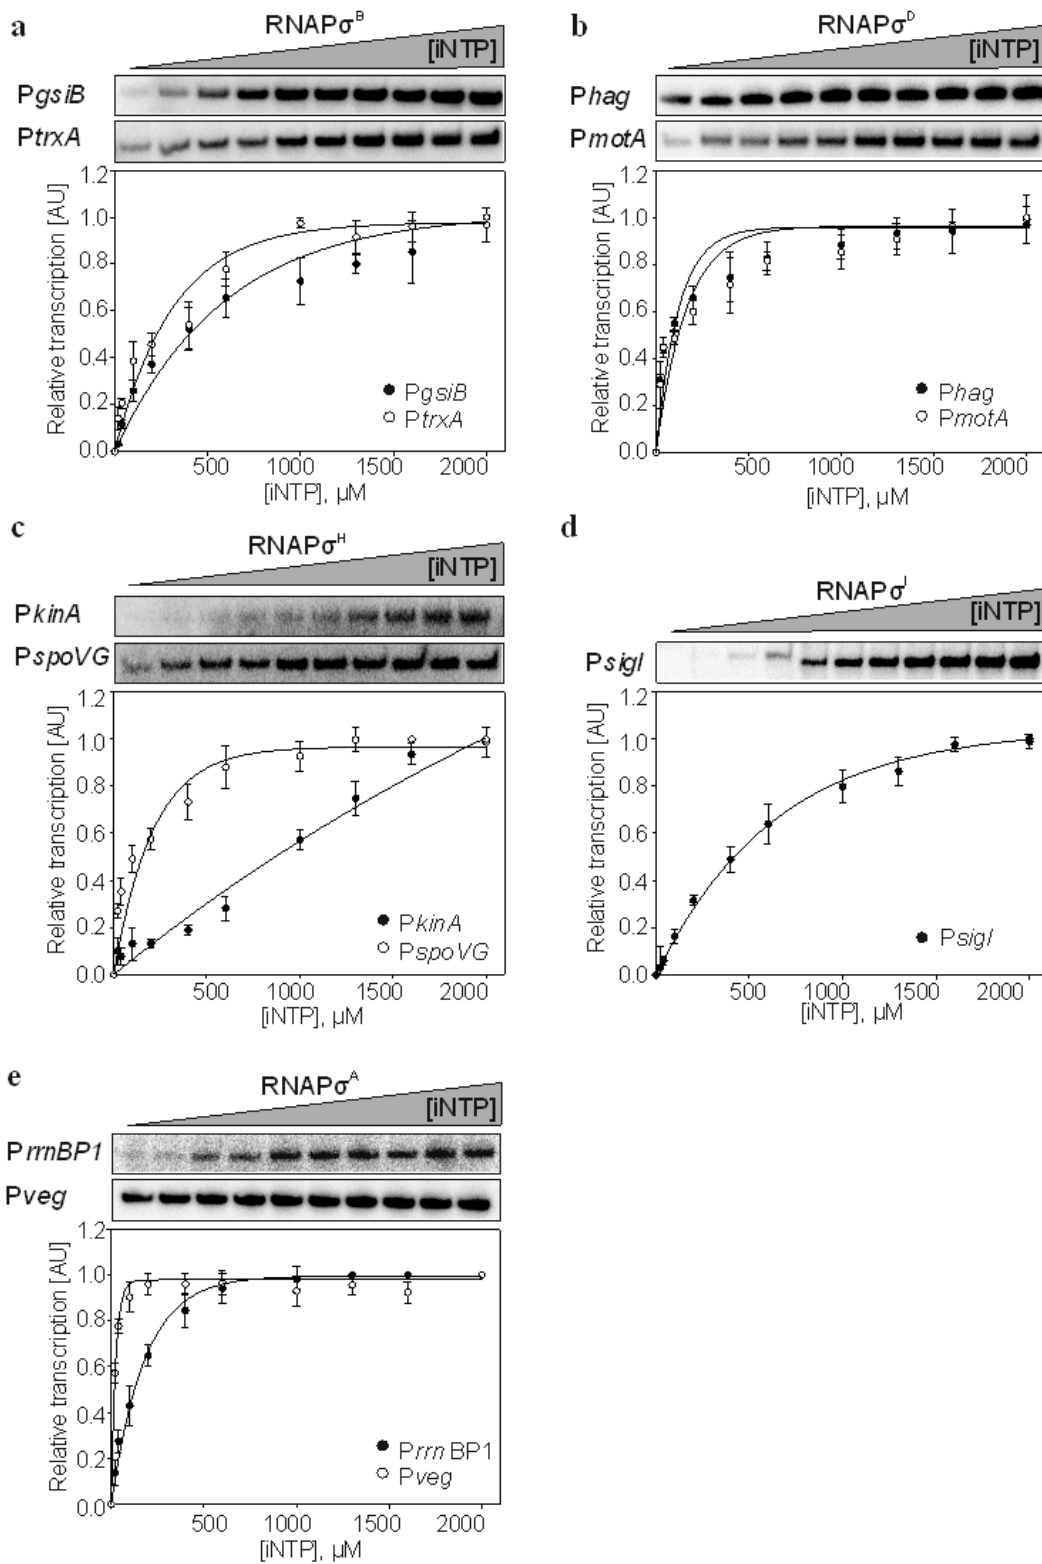 a
RNAPσᴮ
[iNTP]
PgsiB
PtrxA
1.2
1.0
0.8
0.6
0.4
0.2
0.0
Relative transcription [AU]
PgsiB
PtrxA
500
1000
1500
2000
[iNTP], µM
b
RNAPσᴰ
[iNTP]
Phag
PmotA
1.2
1.0
0.8
0.6
0.4
0.2
0.0
Relative transcription [AU]
Phag
PmotA
500
1000
1500
2000
[iNTP], µM
c
RNAPσᴴ
[iNTP]
PkinA
PspoVG
1.2
1.0
0.8
0.6
0.4
0.2
0.0
Relative transcription [AU]
PkinA
PspoVG
500
1000
1500
2000
[iNTP], µM
d
RNAPσᴵ
[iNTP]
PsigI
1.2
1.0
0.8
0.6
0.4
0.2
0.0
Relative transcription [AU]
PsigI
500
1000
1500
2000
[iNTP], µM
e
RNAPσᴬ
[iNTP]
PrrnBP1
Pveg
1.2
1.0
0.8
0.6
0.4
0.2
0.0
Relative transcription [AU]
Prrn BP1
Pveg
500
1000
1500
2000
[iNTP], µM